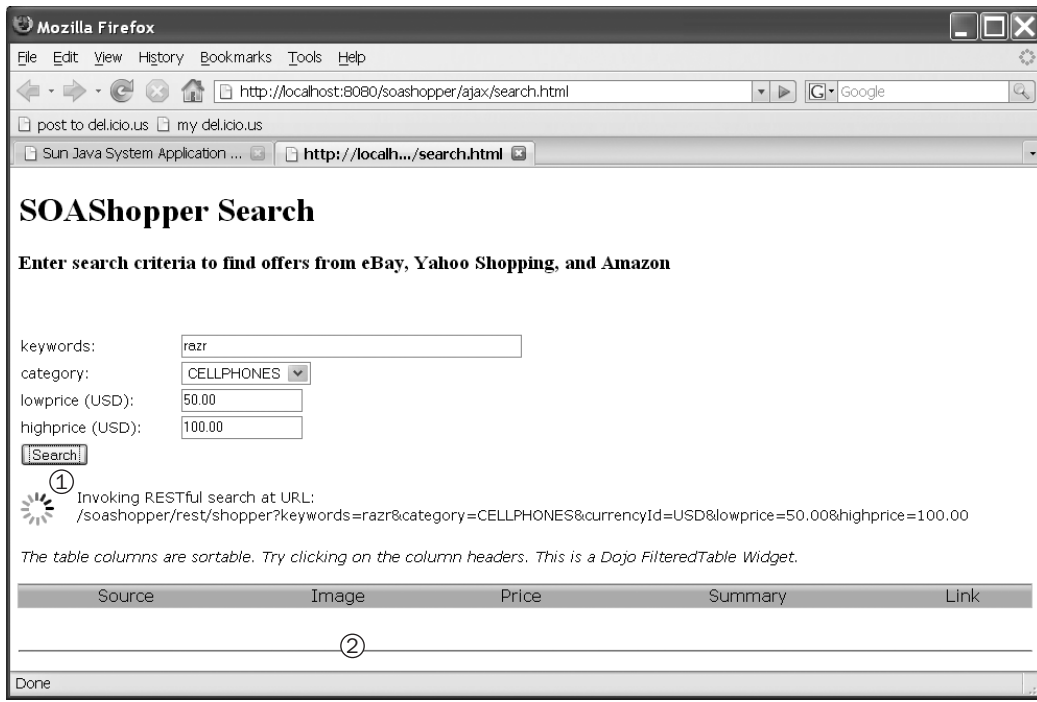 Mozilla Firefox
File Edit View History Bookmarks Tools Help
http://localhost:8080/soashopper/ajax/search.html
G Google
post to del.icio.us my del.icio.us
Sun Java System Application ... http://localh.../search.html
SOAShopper Search
Enter search criteria to find offers from eBay, Yahoo Shopping, and Amazon
keywords: razr
category: CELLPHONES
lowprice (USD): 50.00
highprice (USD): 100.00
Search
①
Invoking RESTful search at URL:
/soashopper/rest/shopper?keywords=razr&category=CELLPHONES&currencyId=USD&lowprice=50.00&highprice=100.00
The table columns are sortable. Try clicking on the column headers. This is a Dojo FilteredTable Widget.
Source Image Price Summary Link
②
Done